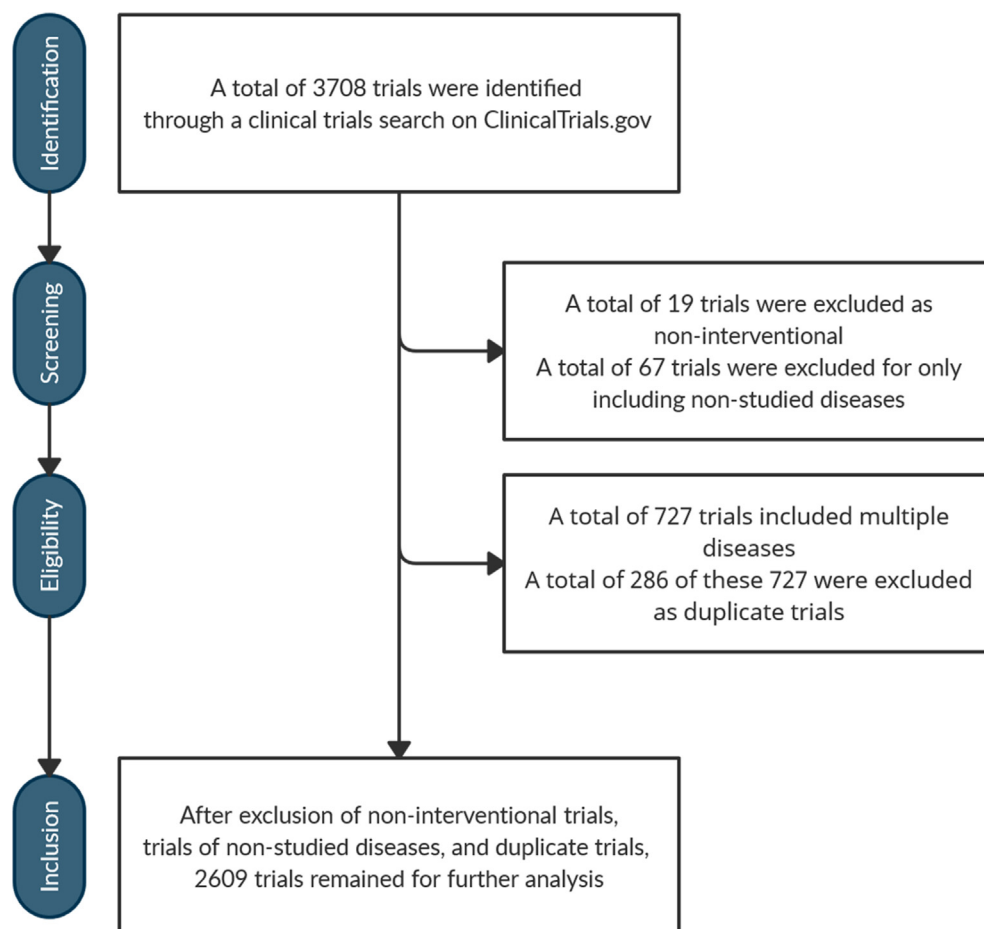 Identification
A total of 3708 trials were identified
through a clinical trials search on ClinicalTrials.gov
Screening
A total of 19 trials were excluded as
non-interventional
A total of 67 trials were excluded for only
including non-studied diseases
Eligibility
A total of 727 trials included multiple
diseases
A total of 286 of these 727 were excluded
as duplicate trials
Inclusion
After exclusion of non-interventional trials,
trials of non-studied diseases, and duplicate trials,
2609 trials remained for further analysis